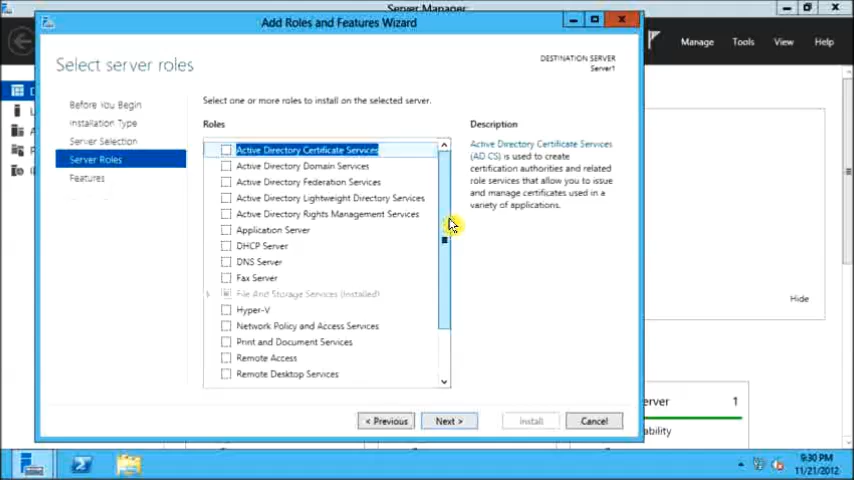 Server Manager
Add Roles and Features Wizard
Manage
Tools
View
Help
Select server roles
DESTINATION SERVER
Server1
Before You Begin
Installation Type
Server Selection
Server Roles
Features
Select one or more roles to install on the selected server.
Roles
Active Directory Certificate Services
Active Directory Domain Services
Active Directory Federation Services
Active Directory Lightweight Directory Services
Active Directory Rights Management Services
Application Server
DHCP Server
DNS Server
Fax Server
File And Storage Services (Installed)
Hyper-V
Network Policy and Access Services
Print and Document Services
Remote Access
Remote Desktop Services
Description
Active Directory Certificate Services
(AD CS) is used to create
certification authorities and related
role services that allow you to issue
and manage certificates used in a
variety of applications.
Hide
< Previous
Next >
Install
Cancel
erver 1
ability
9:30 PM
11/21/2012